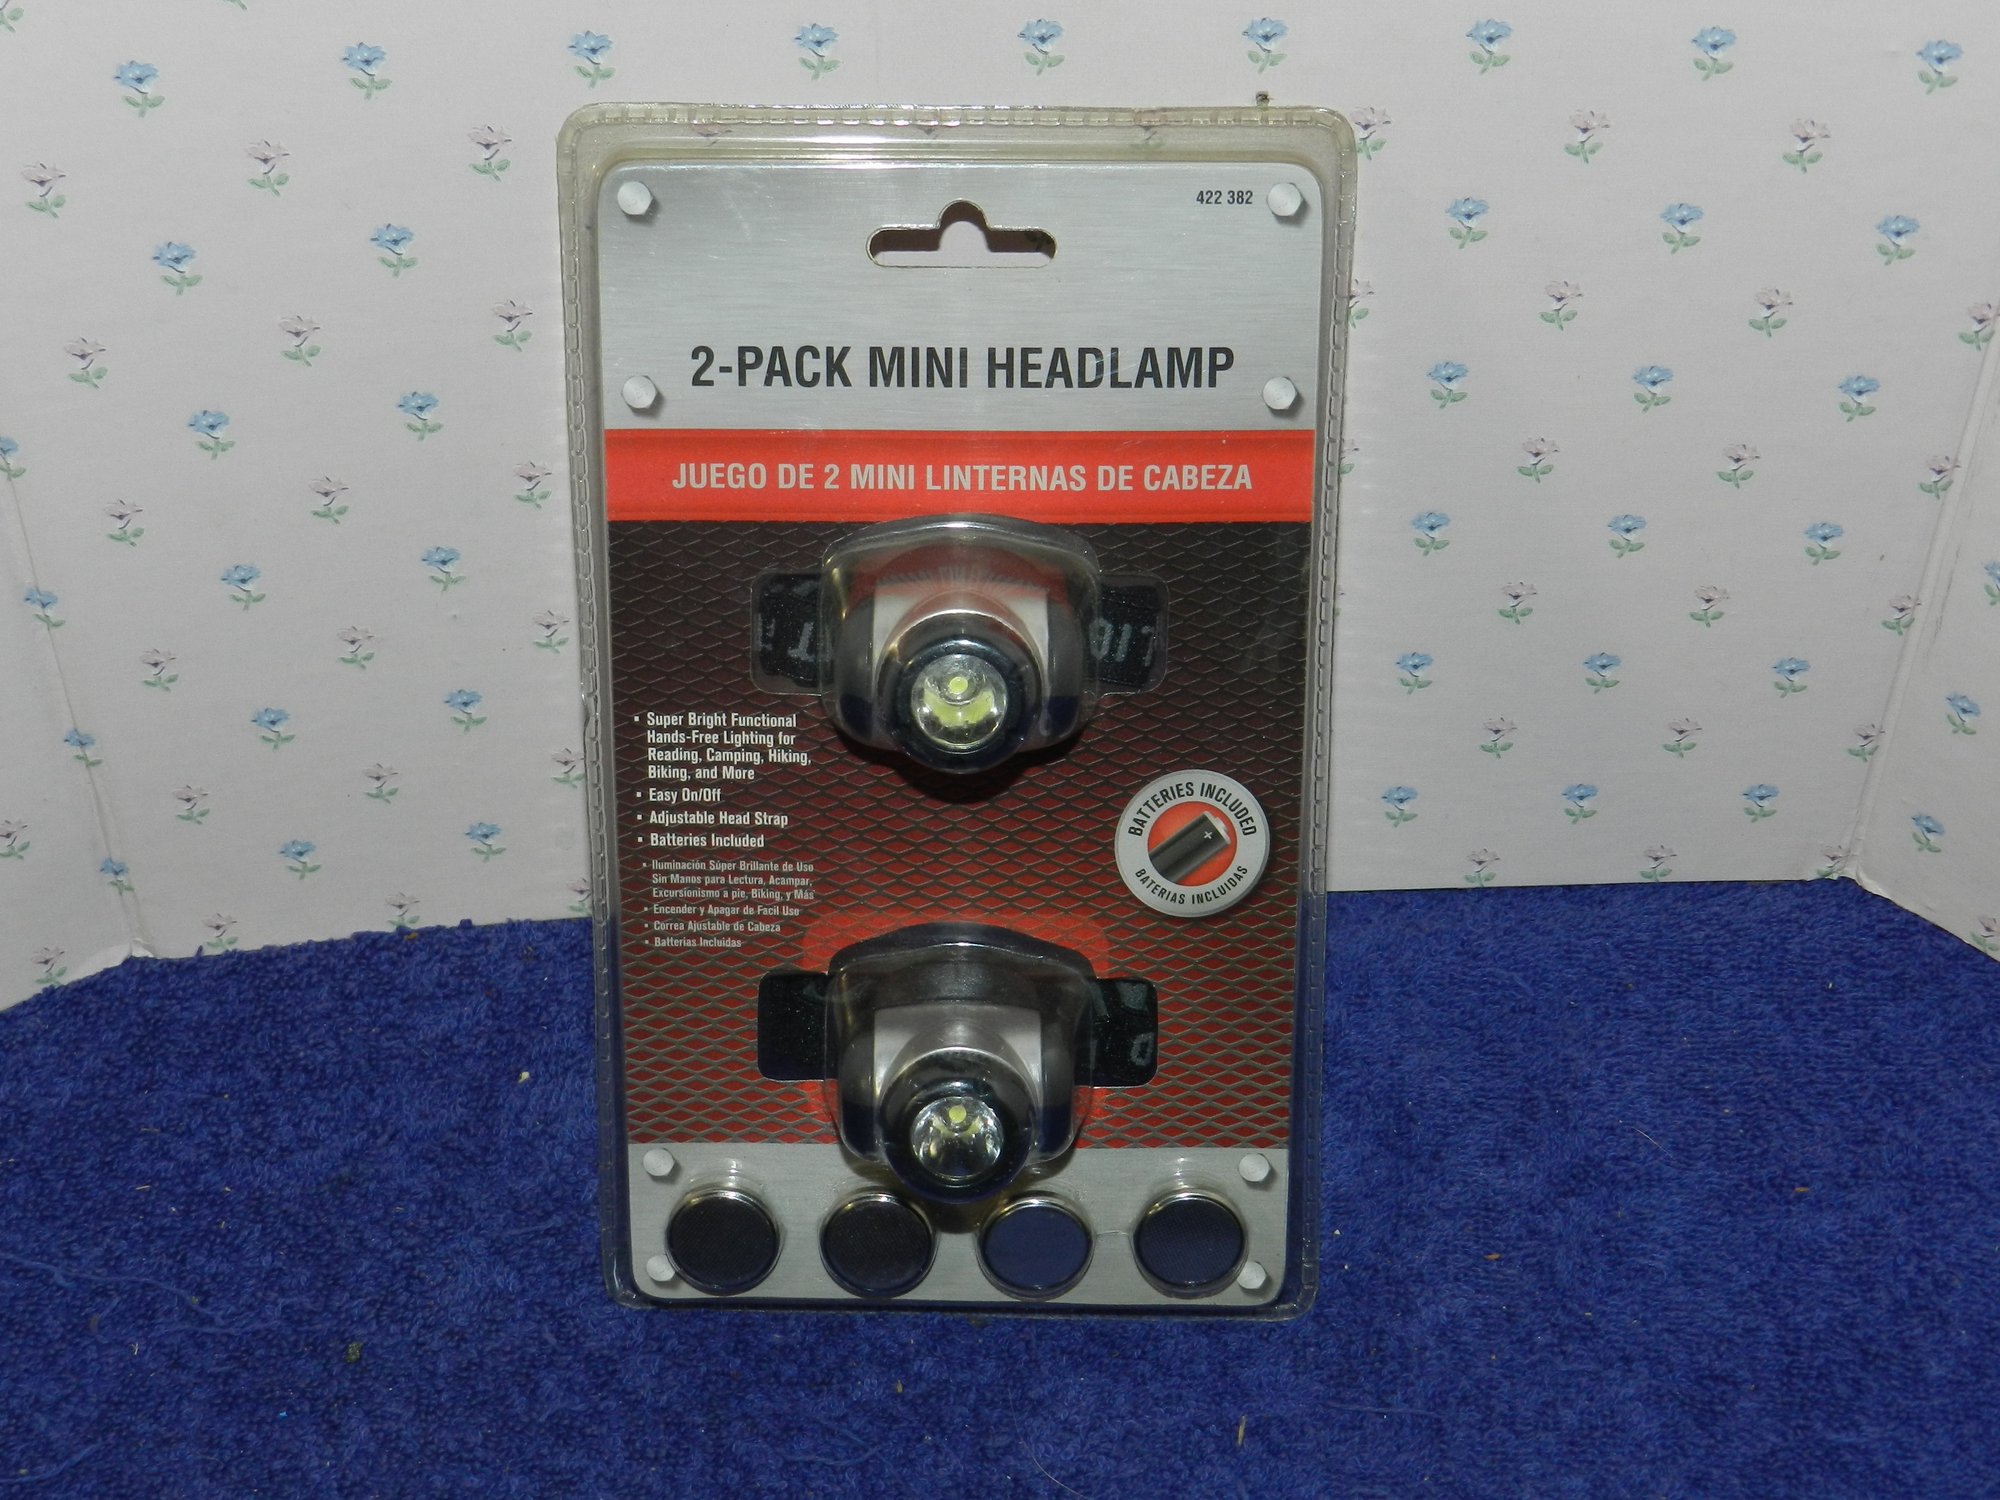 422 382
2-PACK MINI HEADLAMP
JUEGO DE 2 MINI LINTERNAS DE CABEZA
▪ Super Bright Functional
Hands-Free Lighting for
Reading, Camping, Hiking,
Biking, and More
▪ Easy On/Off
▪ Adjustable Head Strap
▪ Batteries Included
▪ Iluminación Súper Brillante de Uso
Sin Manos para Lectura, Acampar,
Excursionismo a pie, Biking, y Más
▪ Encender y Apagar de Facil Uso
▪ Correa Ajustable de Cabeza
▪ Batterias Incluidas
BATTERIES INCLUDED
BATERIAS INCLUIDAS